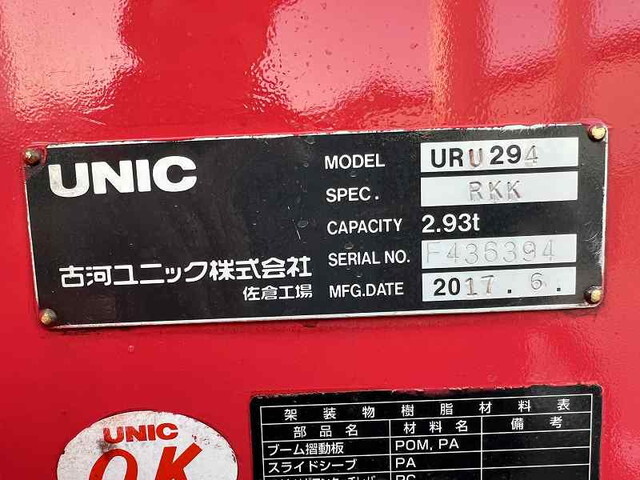 UNIC
古河ユニック株式会社
佐倉工場
MODEL URU294
SPEC. RKK
CAPACITY 2.93t
SERIAL NO. F436394
MFG.DATE 2017.6.
UNIC
O.K
架装物樹脂材料表
部品名 材料名 備考
ブーム摺動板 POM, PA
スライドシーブ PA